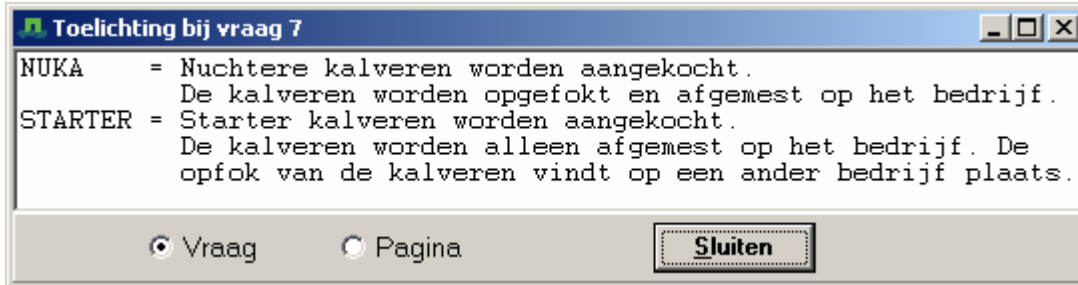 Toelichting bij vraag 7
NUKA = Nuchtere kalveren worden aangekocht.
De kalveren worden opgefokt en afgemest op het bedrijf.
STARTER = Starter kalveren worden aangekocht.
De kalveren worden alleen afgemest op het bedrijf. De
opfok van de kalveren vindt op een ander bedrijf plaats.
Vraag Pagina Sluiten